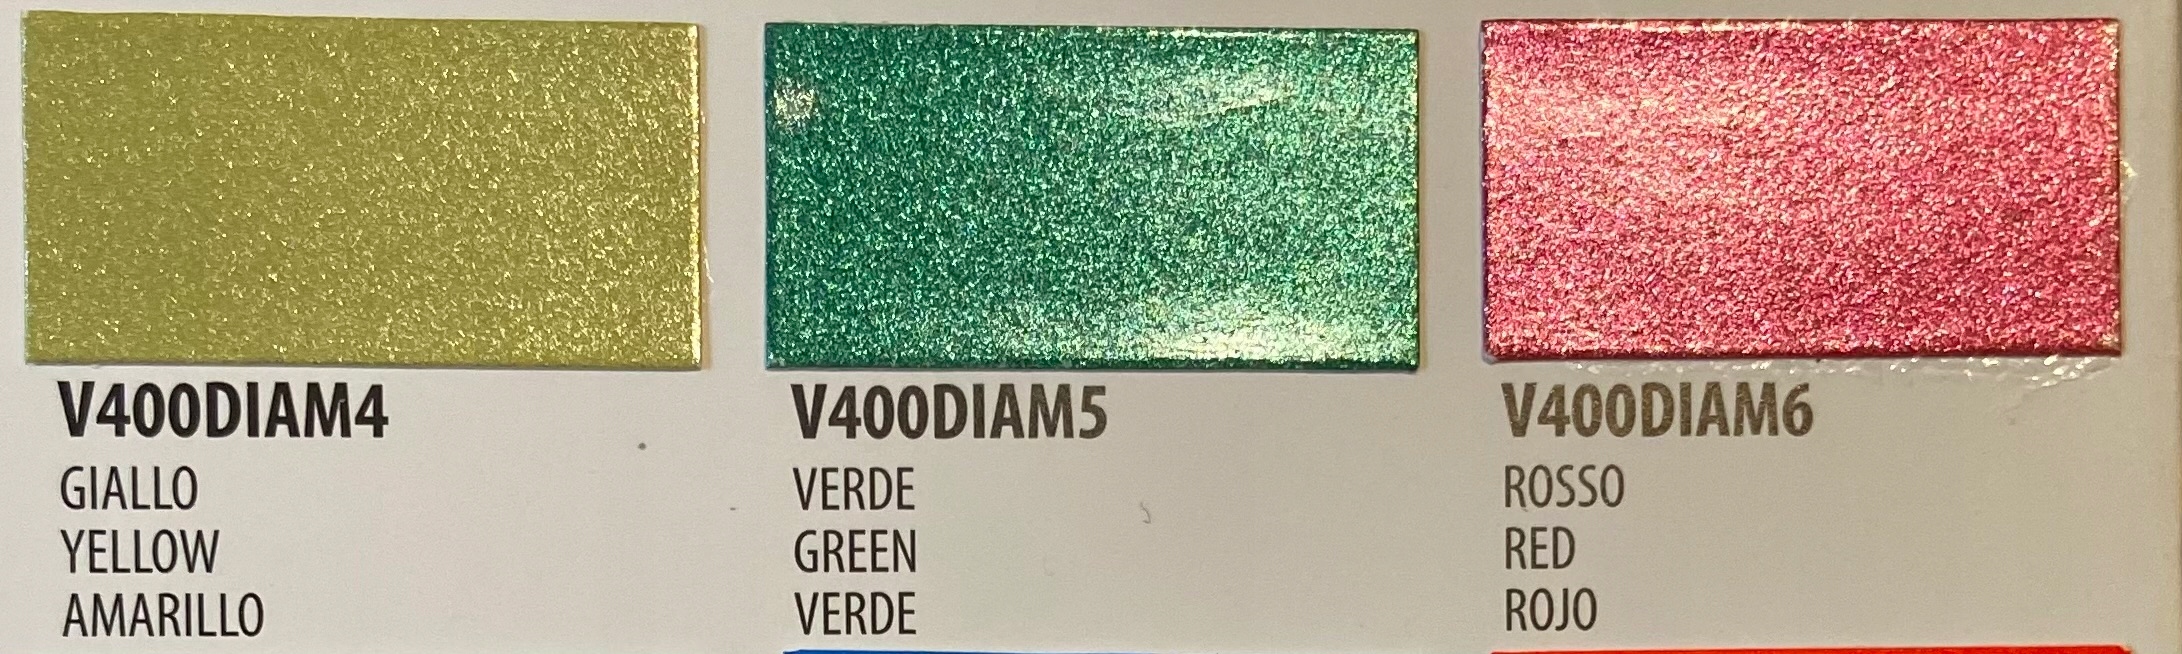 V400DIAM4
GIALLO
YELLOW
AMARILLO
V400DIAM5
VERDE
GREEN
VERDE
V400DIAM6
ROSSO
RED
ROJO